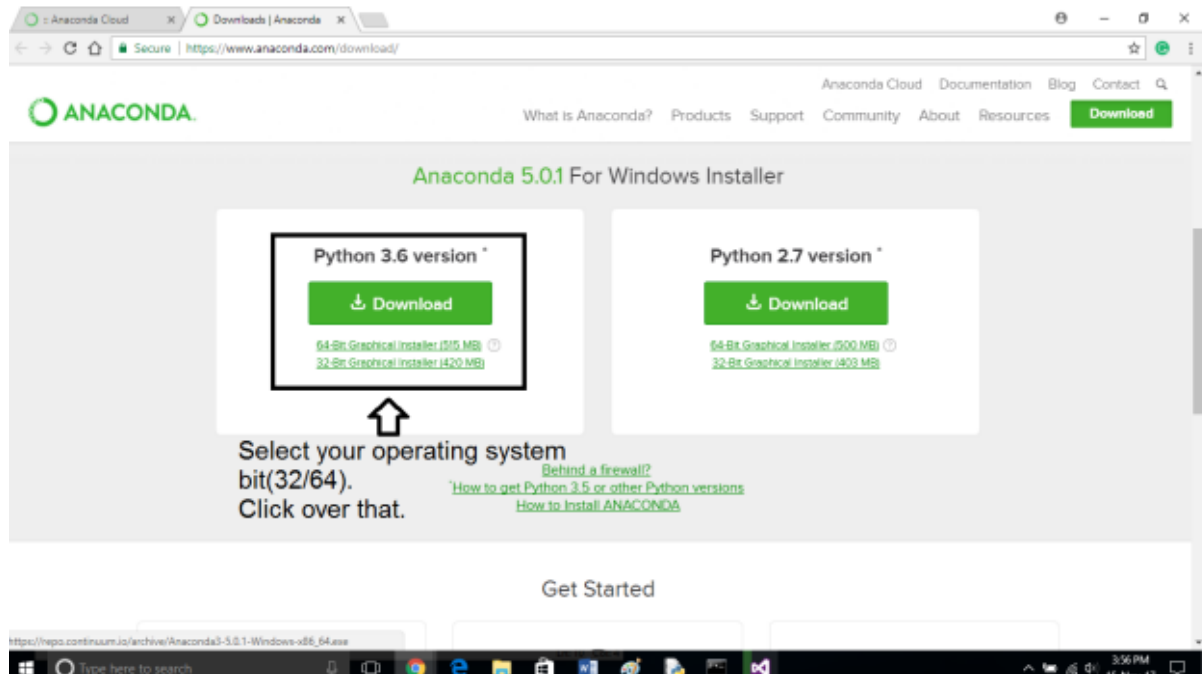 : Anaconda Cloud
Downloads | Anaconda
Secure | https://www.anaconda.com/download/
Anaconda Cloud Documentation Blog Contact
ANACONDA.
What is Anaconda? Products Support Community About Resources Download
Anaconda 5.0.1 For Windows Installer
Python 3.6 version *
Download
64-Bit Graphical Installer (515 MB) ?
32-Bit Graphical Installer (420 MB)
Python 2.7 version *
Download
64-Bit Graphical Installer (500 MB) ?
32-Bit Graphical Installer (403 MB)
Select your operating system
bit(32/64).
Click over that.
Behind a firewall?
*How to get Python 3.5 or other Python versions
How to Install ANACONDA
Get Started
https://repo.continuum.io/archive/Anaconda3-5.0.1-Windows-x86_64.exe
Type here to search
3:56 PM